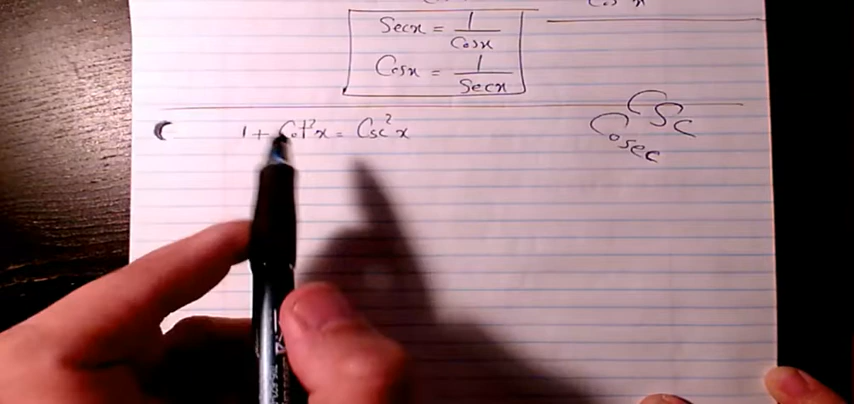 Secx = 1/Cosx
Cosx = 1/Secx
1 + Cot²x = Csc²x
Csc
Cosec